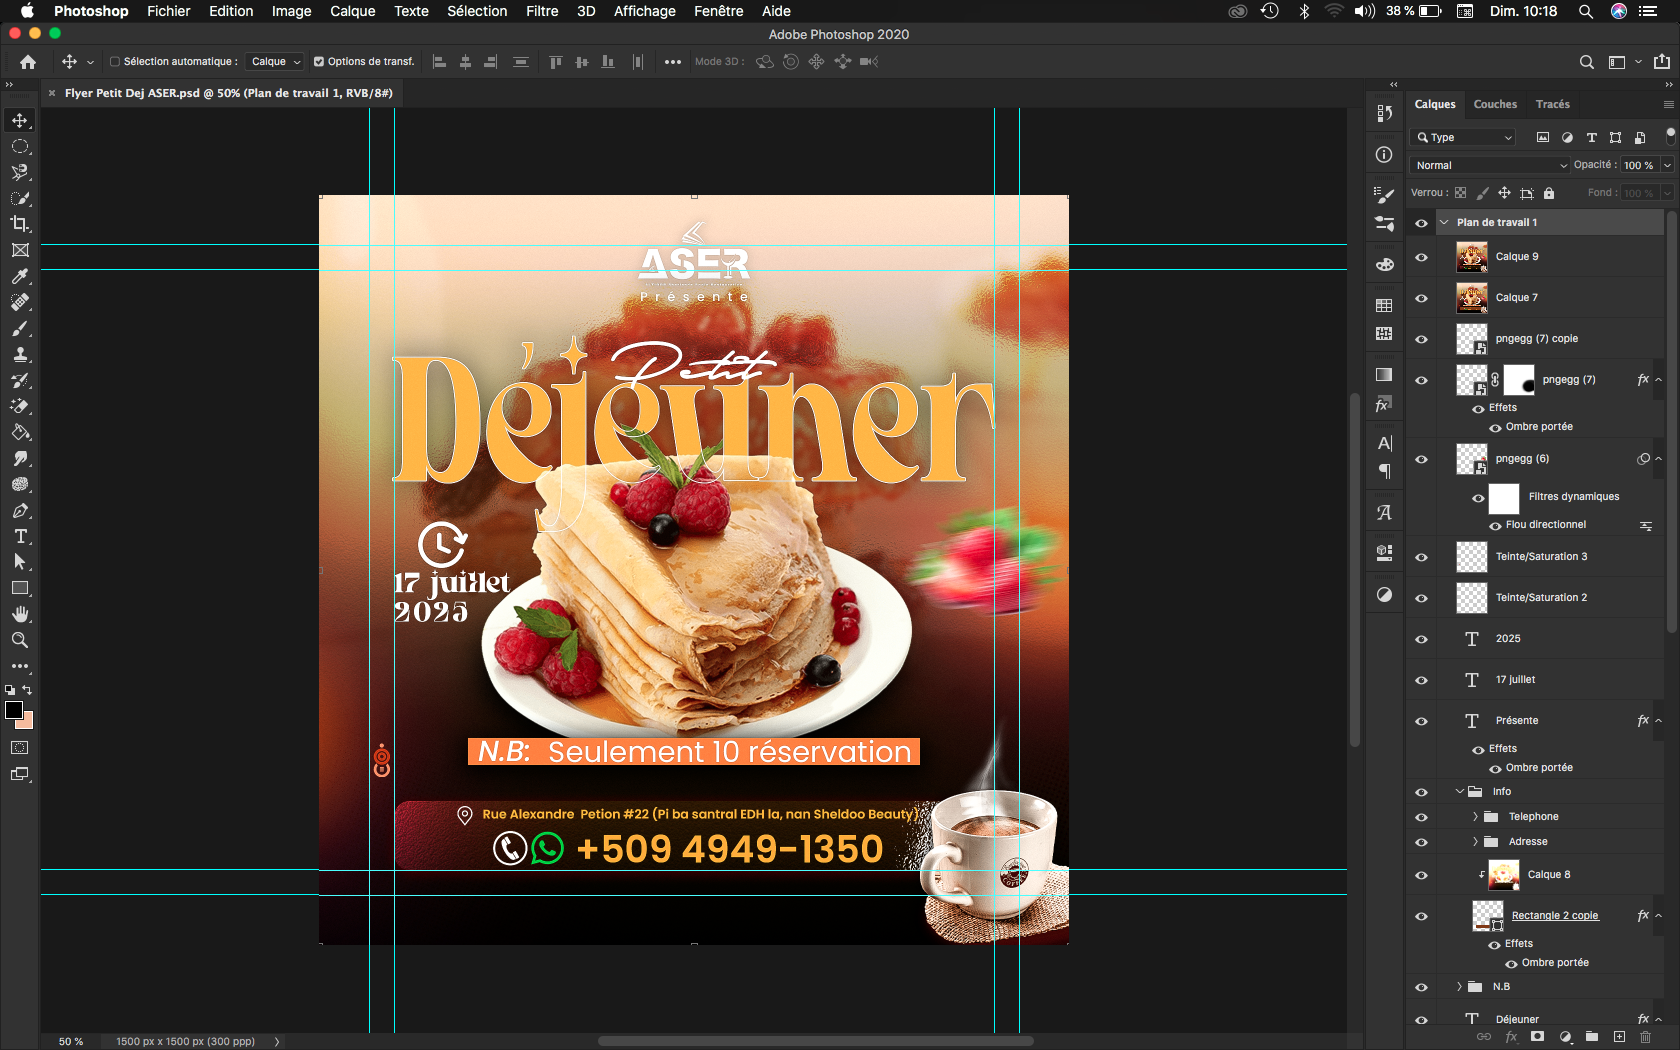 Photoshop Fichier Edition Image Calque Texte Sélection Filtre 3D Affichage Fenêtre Aide 38 % Dim. 10:18
Adobe Photoshop 2020
Sélection automatique : Calque Options de transf. Mode 3D :
Flyer Petit Dej ASER.psd @ 50% (Plan de travail 1, RVB/8#)
ASER
Présente
Petit
Déjeuner
17 juillet
2025
N.B: Seulement 10 réservation
Rue Alexandre Petion #22 (Pi ba santral EDH la, nan Sheldoo Beauty)
+509 4949-1350
COFFEE
50 % 1500 px x 1500 px (300 ppp)
Calques Couches Tracés
Type
Normal Opacité : 100 %
Verrou : Fond : 100 %
Plan de travail 1
Calque 9
Calque 7
pngegg (7) copie
pngegg (7) fx
Effets
Ombre portée
pngegg (6)
Filtres dynamiques
Flou directionnel
Teinte/Saturation 3
Teinte/Saturation 2
T 2025
T 17 juillet
T Présente fx
Effets
Ombre portée
Info
Telephone
Adresse
Calque 8
Rectangle 2 copie fx
Effets
Ombre portée
N.B
T Déjeuner fx